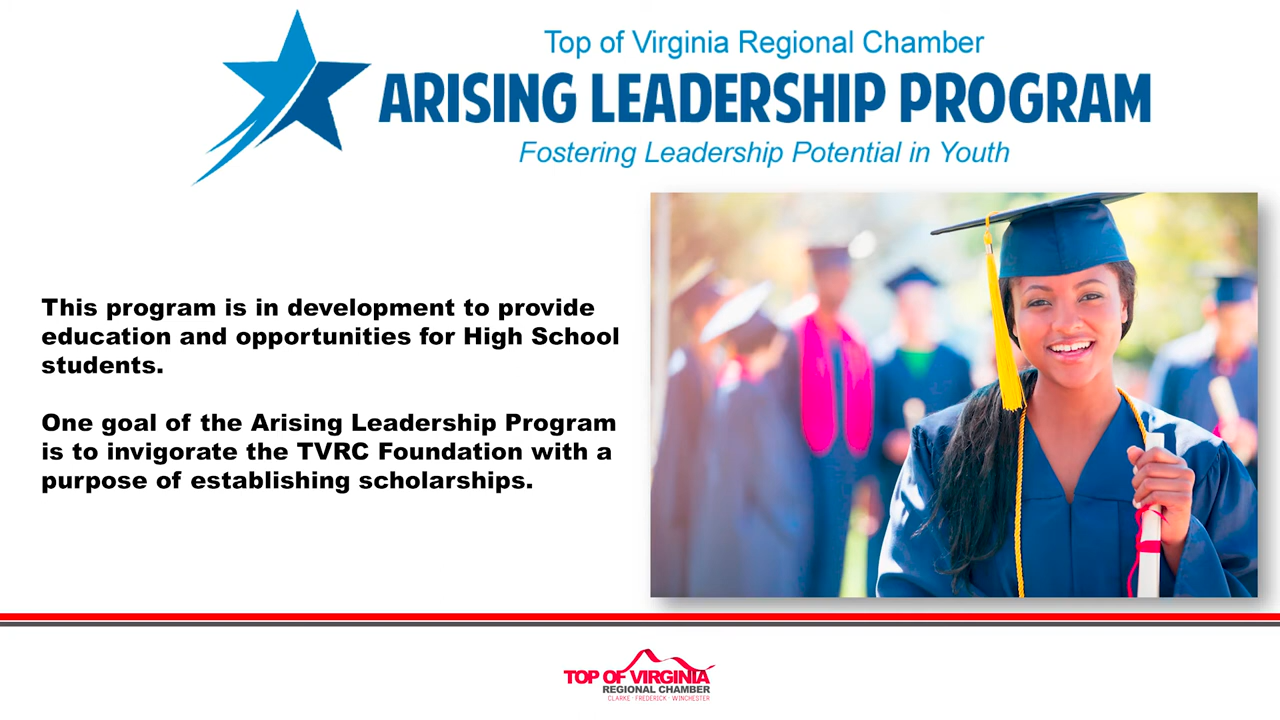 Top of Virginia Regional Chamber
ARISING LEADERSHIP PROGRAM
Fostering Leadership Potential in Youth
This program is in development to provide
education and opportunities for High School
students.
One goal of the Arising Leadership Program
is to invigorate the TVRC Foundation with a
purpose of establishing scholarships.
TOP OF VIRGINIA
REGIONAL CHAMBER
CLARKE · FREDERICK · WINCHESTER